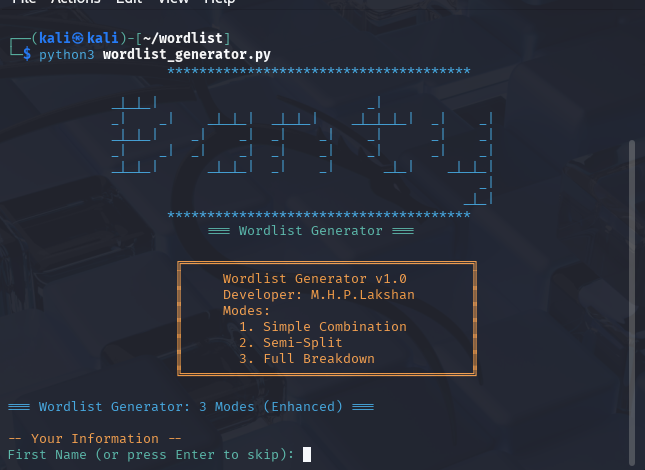 File Actions Edit View Help
┌──(kali㉿kali)-[~/wordlist]
└─$ python3 wordlist_generator.py
**************************************
Banty
**************************************
=== Wordlist Generator ===
Wordlist Generator v1.0
Developer: M.H.P.Lakshan
Modes:
1. Simple Combination
2. Semi-Split
3. Full Breakdown
=== Wordlist Generator: 3 Modes (Enhanced) ===
-- Your Information --
First Name (or press Enter to skip):